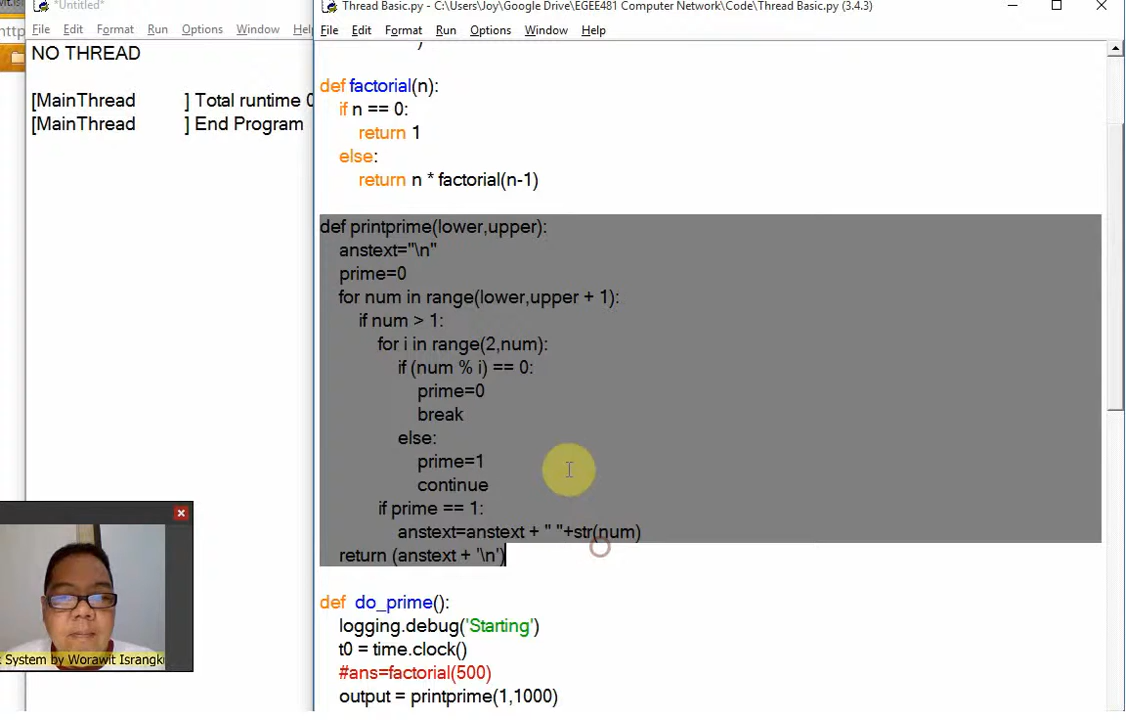 *Untitled*
File Edit Format Run Options Window Help
NO THREAD
[MainThread ] Total runtime
[MainThread ] End Program
Thread Basic.py - C:\Users\Joy\Google Drive\EGEE481 Computer Network\Code\Thread Basic.py (3.4.3)
File Edit Format Run Options Window Help
)
def factorial(n):
if n == 0:
return 1
else:
return n * factorial(n-1)
def printprime(lower,upper):
anstext="\n"
prime=0
for num in range(lower,upper + 1):
if num > 1:
for i in range(2,num):
if (num % i) == 0:
prime=0
break
else:
prime=1
continue
if prime == 1:
anstext=anstext + " "+str(num)
return (anstext + '\n')
def do_prime():
logging.debug('Starting')
t0 = time.clock()
#ans=factorial(500)
output = printprime(1,1000)
System by Worawit